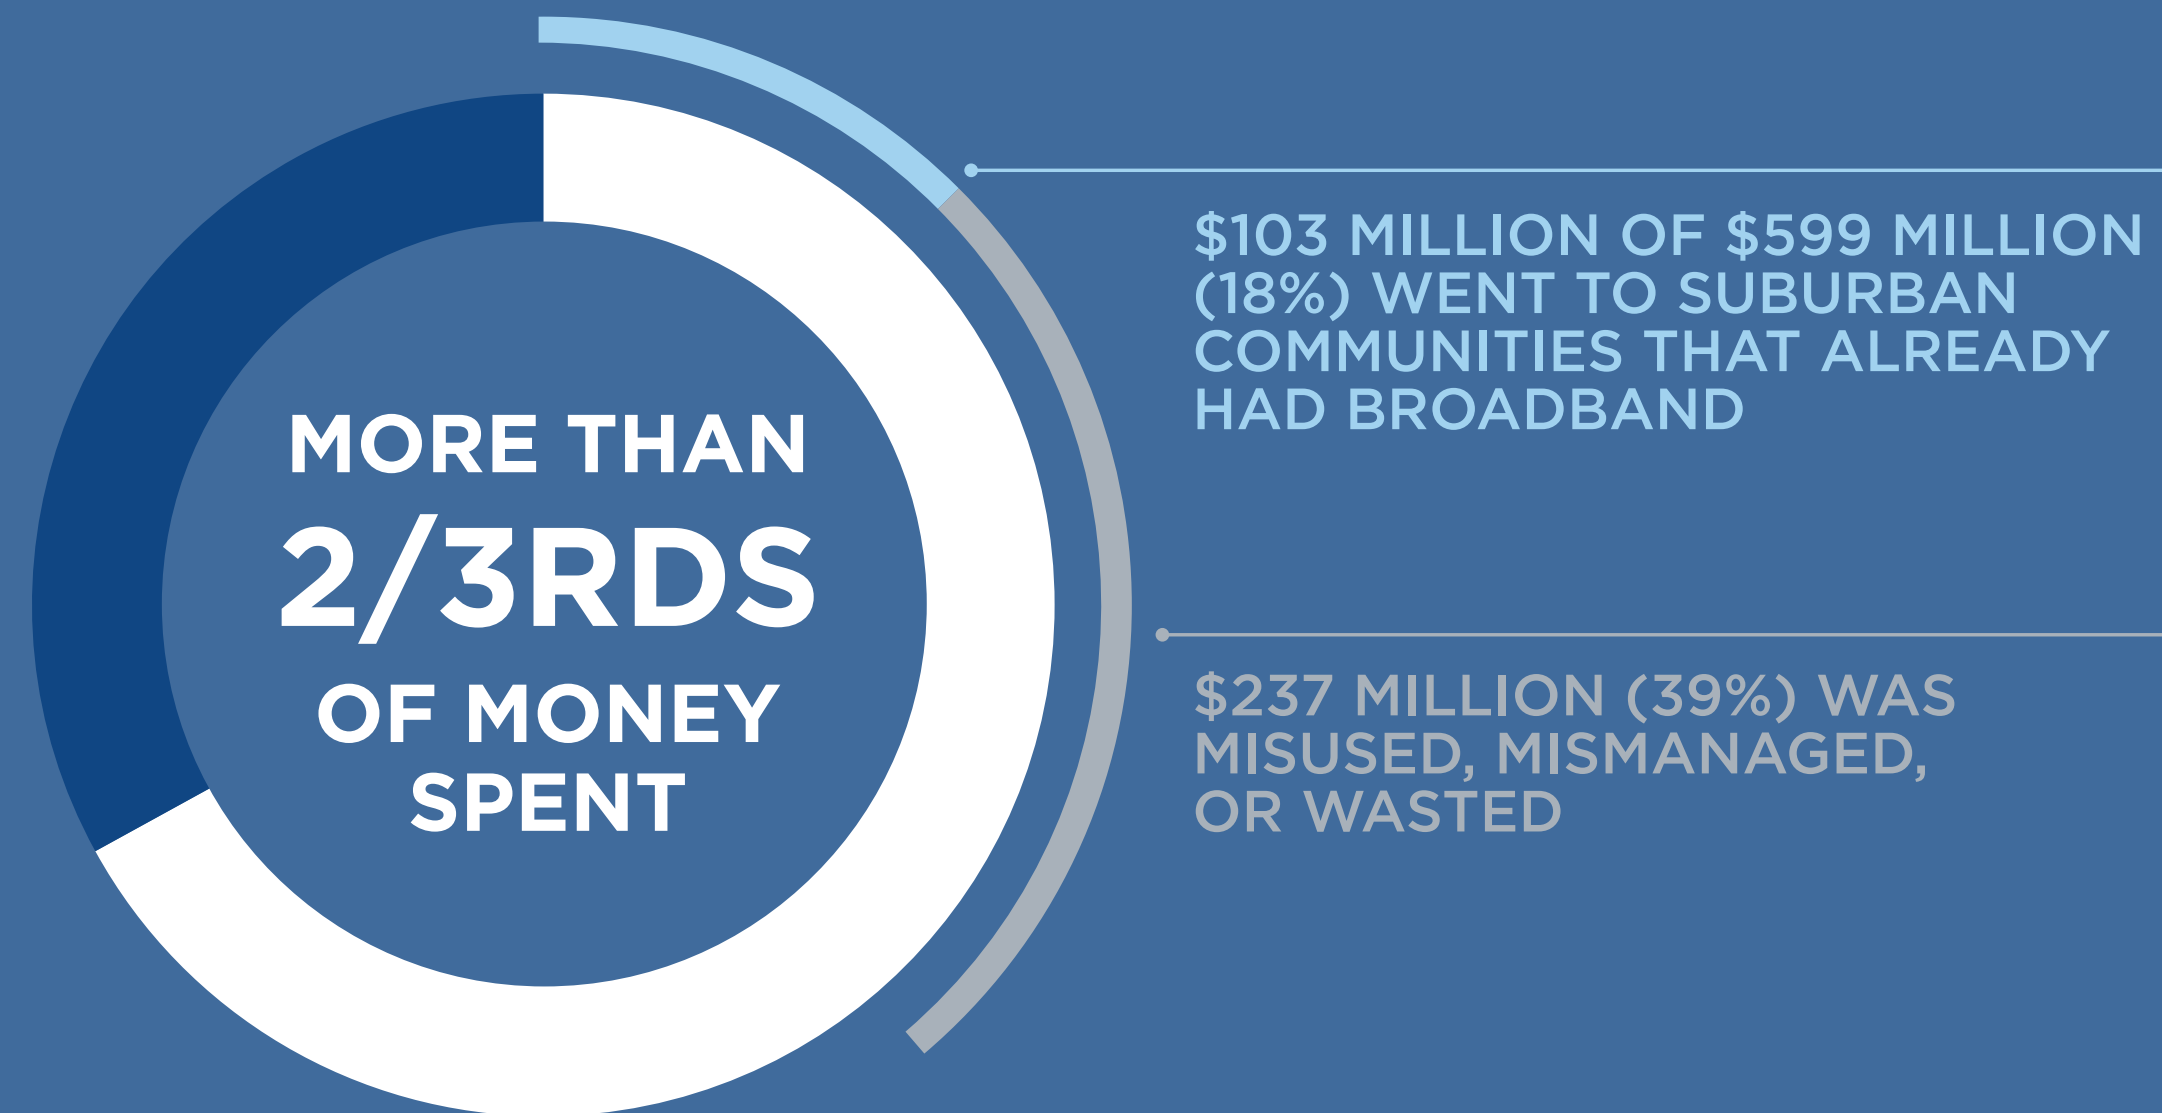 MORE THAN
2/3RDS
OF MONEY
SPENT
$103 MILLION OF $599 MILLION
(18%) WENT TO SUBURBAN
COMMUNITIES THAT ALREADY
HAD BROADBAND
$237 MILLION (39%) WAS
MISUSED, MISMANAGED,
OR WASTED